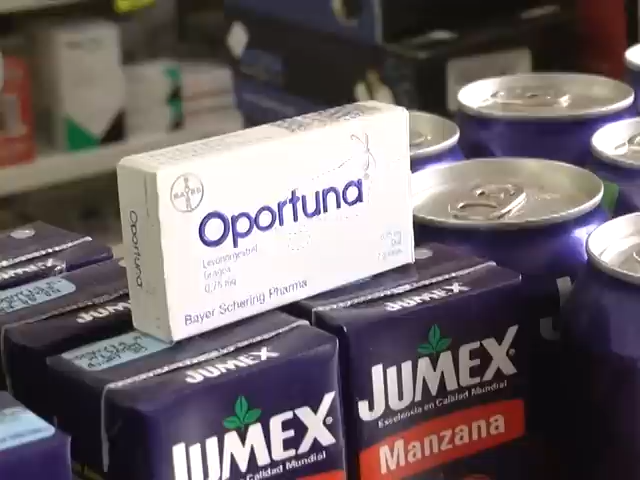 BAYER
Oportuna®
Levonorgestrel
Gragea
0,75 mg
Bayer Schering Pharma
Oportuna
JUMEX
JUMEX
JUMEX®
Excelencia en Calidad Mundial
Manzana
JUMEX®
Calidad Mundial